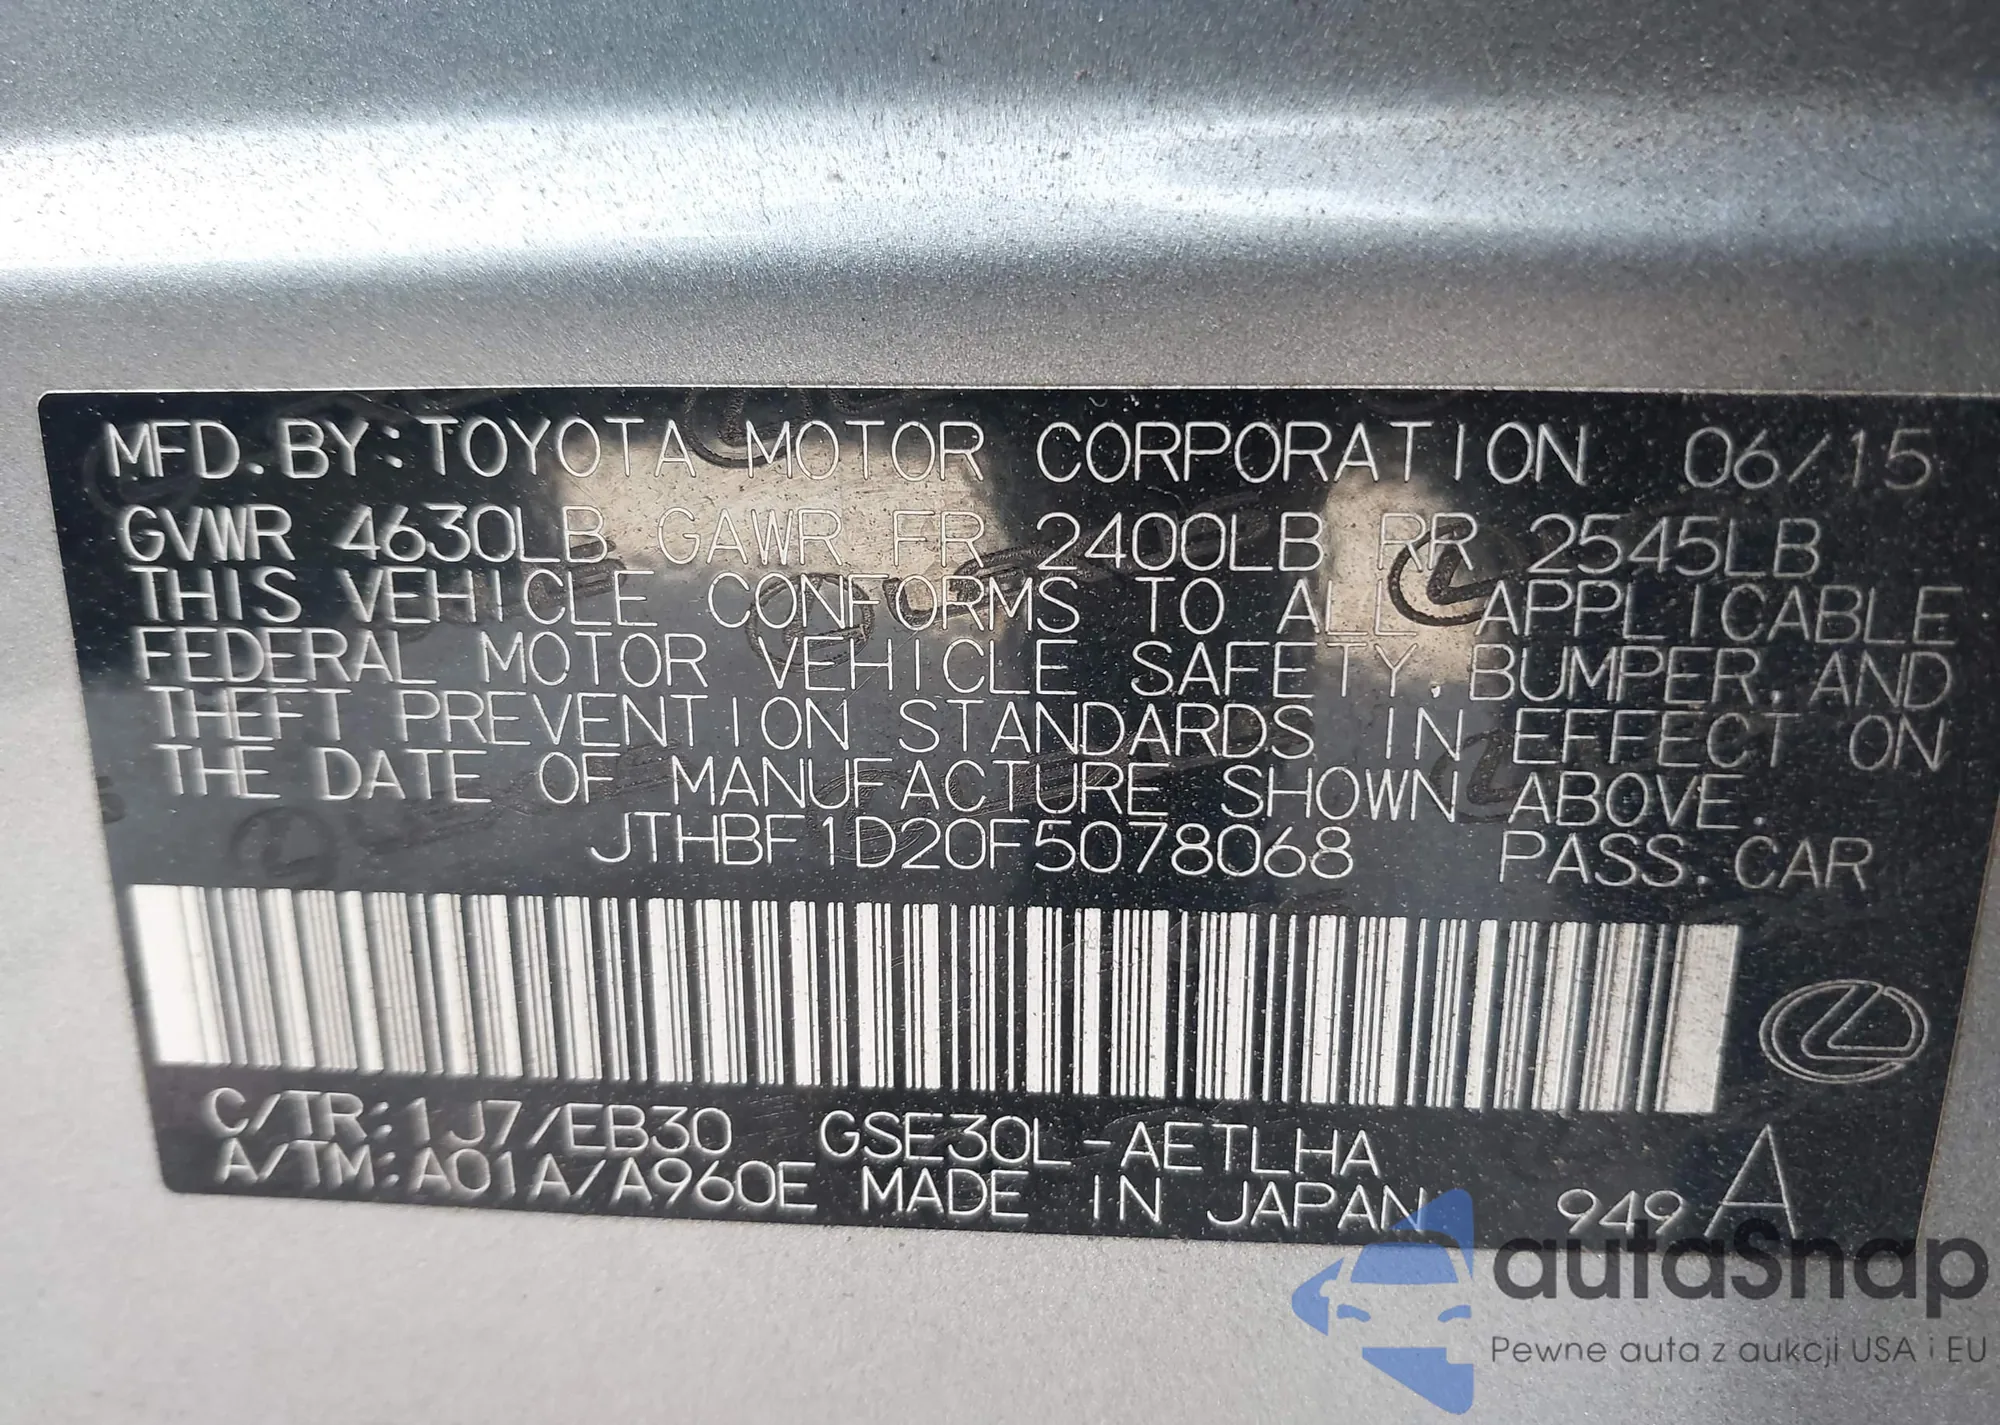 MFD. BY: TOYOTA MOTOR CORPORATION 06/15
GVWR 4630LB GAWR FR 2400LB RR 2545LB
THIS VEHICLE CONFORMS TO ALL APPLICABLE
FEDERAL MOTOR VEHICLE SAFETY, BUMPER, AND
THEFT PREVENTION STANDARDS IN EFFECT ON
THE DATE OF MANUFACTURE SHOWN ABOVE.
JTHBF1D20F5078068 PASS. CAR
C/TR: 1J7/EB30 GSE30L-AETLHA
A/TM: A01A/A960E MADE IN JAPAN 949 A
autaSnap
Pewne auta z aukcji USA i EU